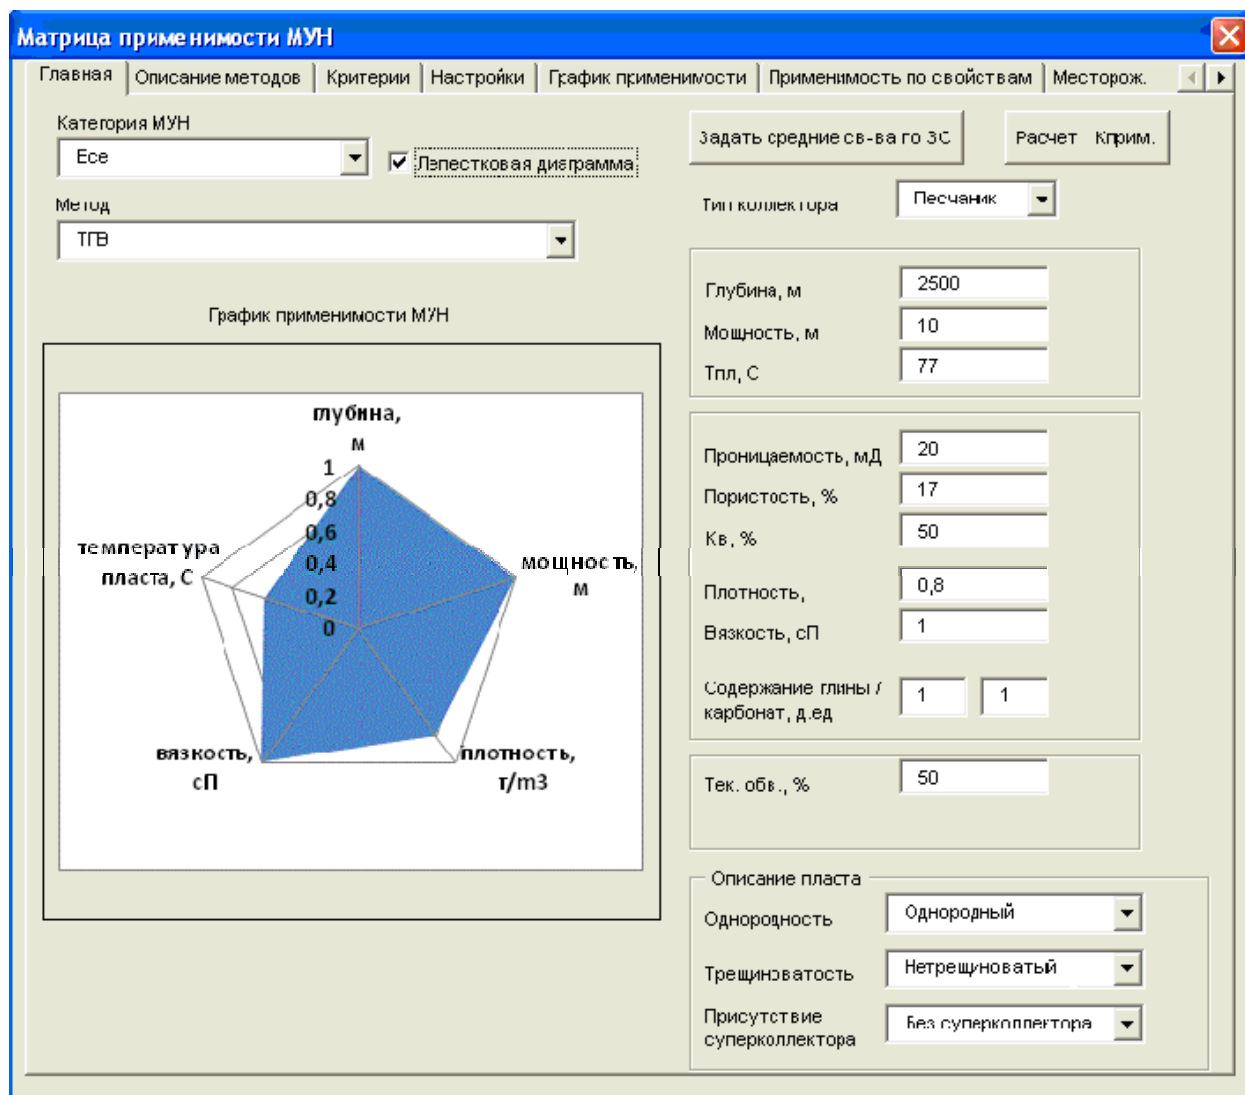 Матрица применимости МУН
Главная
Описание методов
Критерии
Настройки
График применимости
Применимость по свойствам
Месторож.
Категория МУН
Все
Лепестковая диаграмма
Метод
ТГВ
График применимости МУН
глубина,
м
1
0,8
0,6
0,4
0,2
0
температура
пласта, С
мощность,
м
вязкость,
сП
плотность,
т/m3
Задать средние св-ва по ЗС
Расчет Кприм.
Тип коллектора
Песчаник
Глубина, м
2500
Мощность, м
10
Тпл, С
77
Проницаемость, мД
20
Пористость, %
17
Кв, %
50
Плотность,
0,8
Вязкость, сП
1
Содержание глины /
карбонат, д.ед
1
1
Тек. обв., %
50
Описание пласта
Однородность
Однородный
Трещиноватость
Нетрещиноватый
Присутствие
суперколлектора
Без суперколлектора